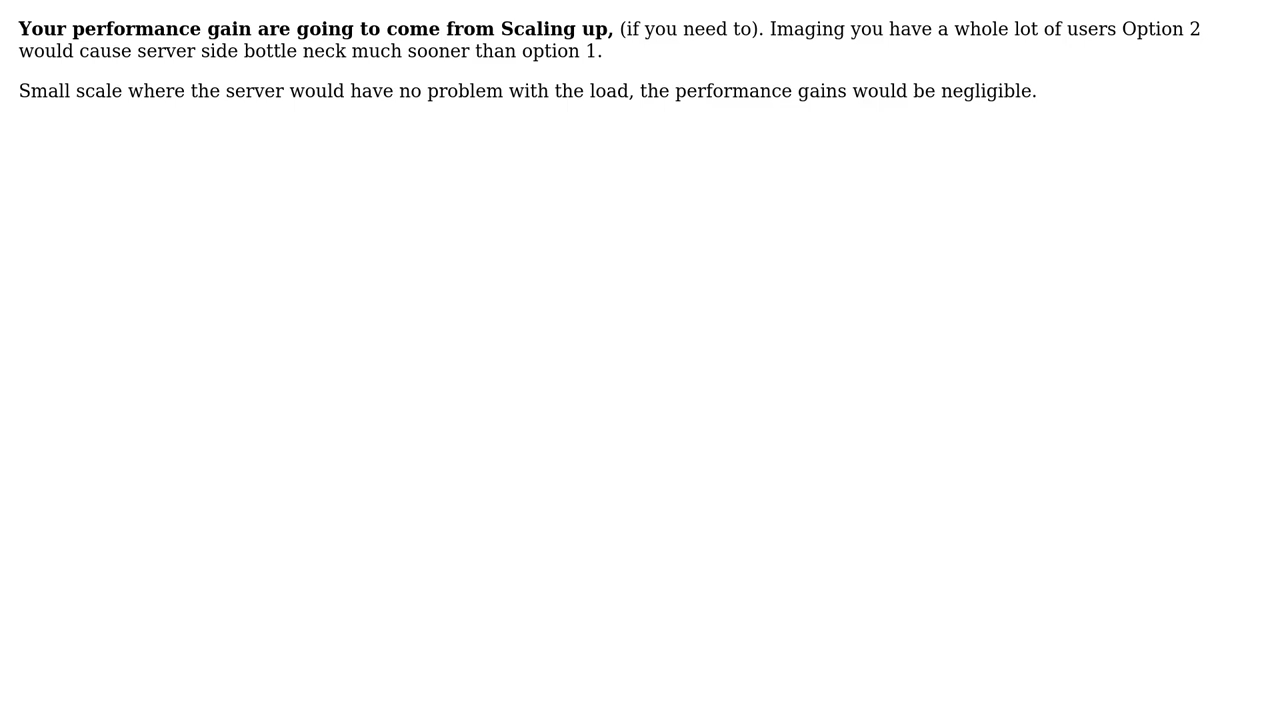 Your performance gain are going to come from Scaling up, (if you need to). Imaging you have a whole lot of users Option 2
would cause server side bottle neck much sooner than option 1.
Small scale where the server would have no problem with the load, the performance gains would be negligible.